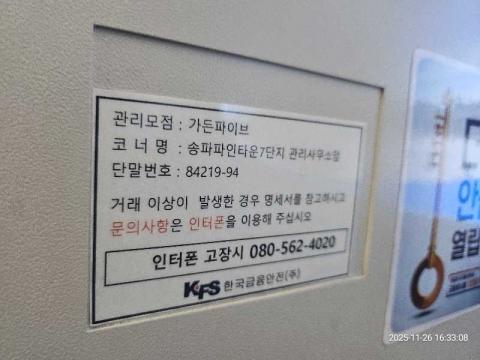 관리모점 : 가든파이브
코 너 명 : 송파파인타운7단지 관리사무소앞
단말번호 : 84219-94
거래 이상이 발생한 경우 명세서를 참고하시고
문의사항은 인터폰을 이용해 주십시오
인터폰 고장시 080-562-4020
KFS 한국금융안전(주)
2025-11-26 16:33:08